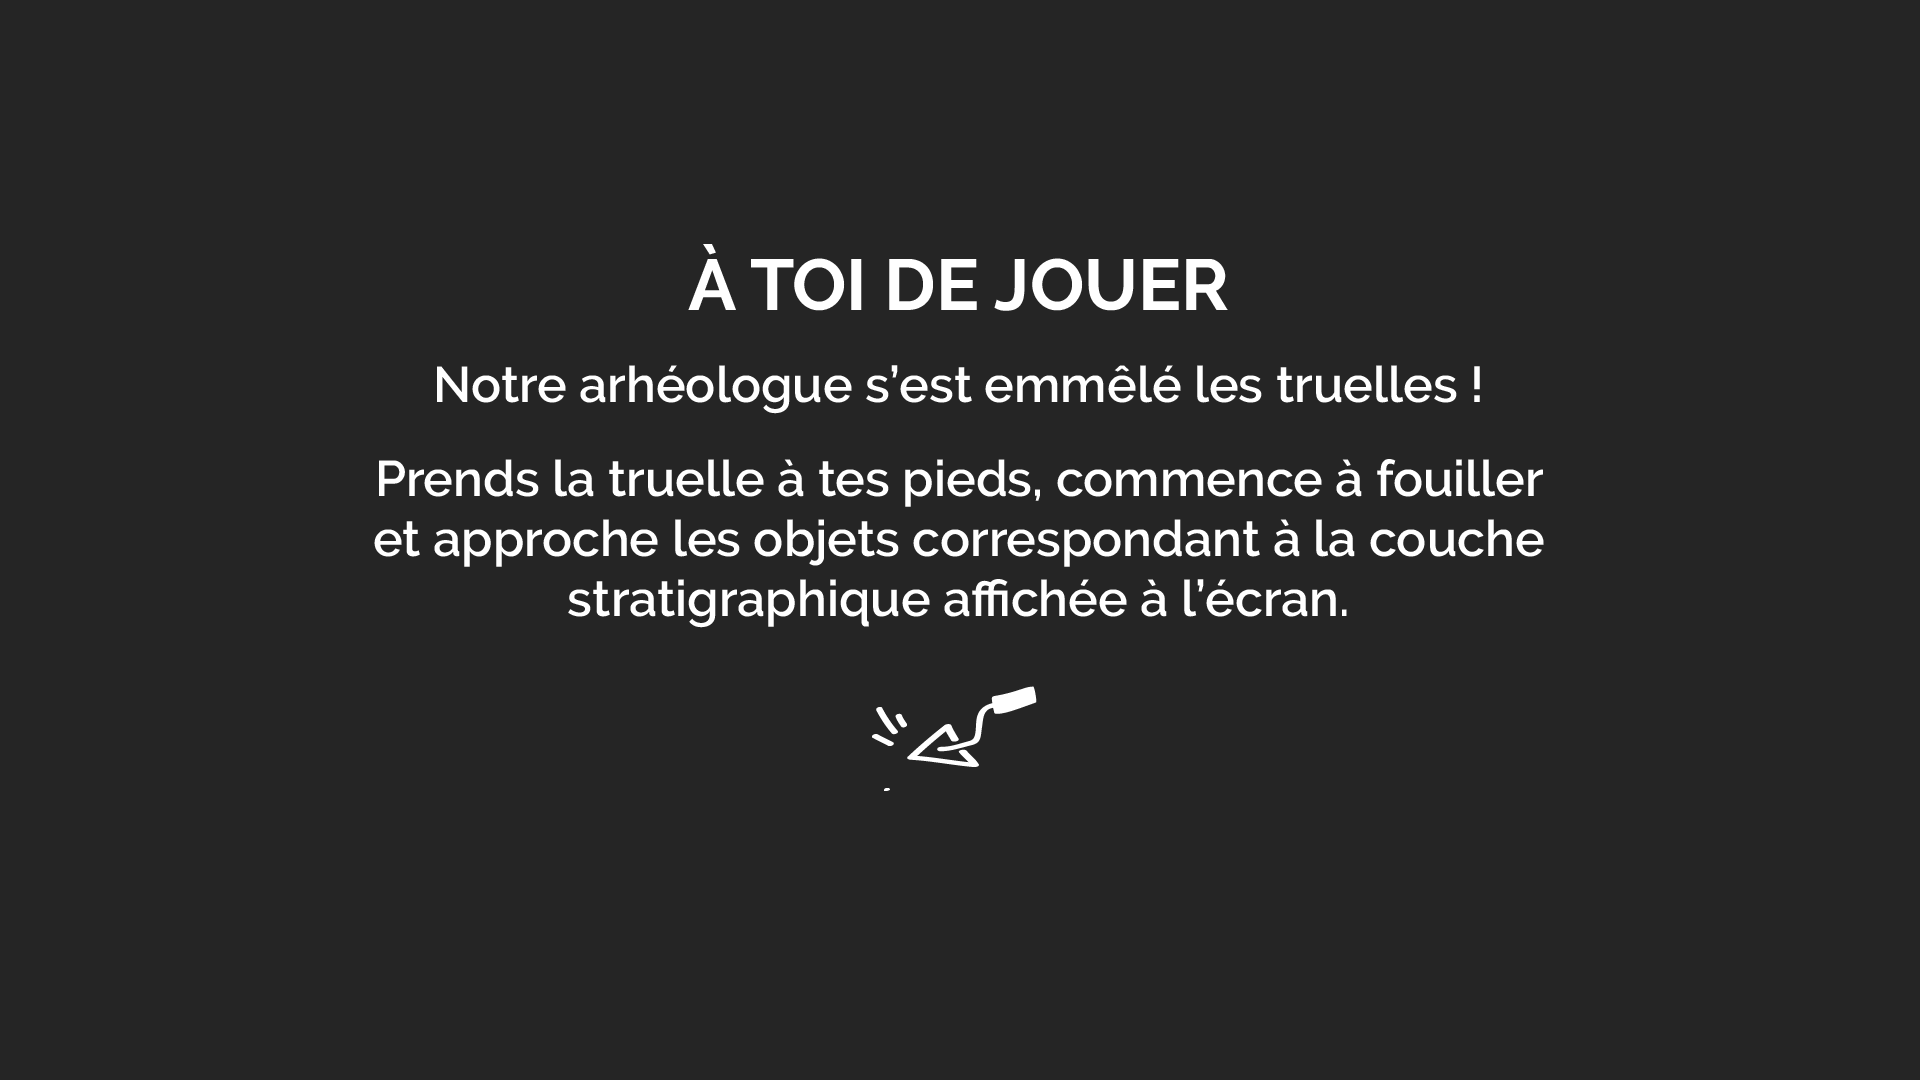 À TOI DE JOUER
Notre arhéologue s’est emmêlé les truelles !
Prends la truelle à tes pieds, commence à fouiller
et approche les objets correspondant à la couche
stratigraphique affichée à l’écran.